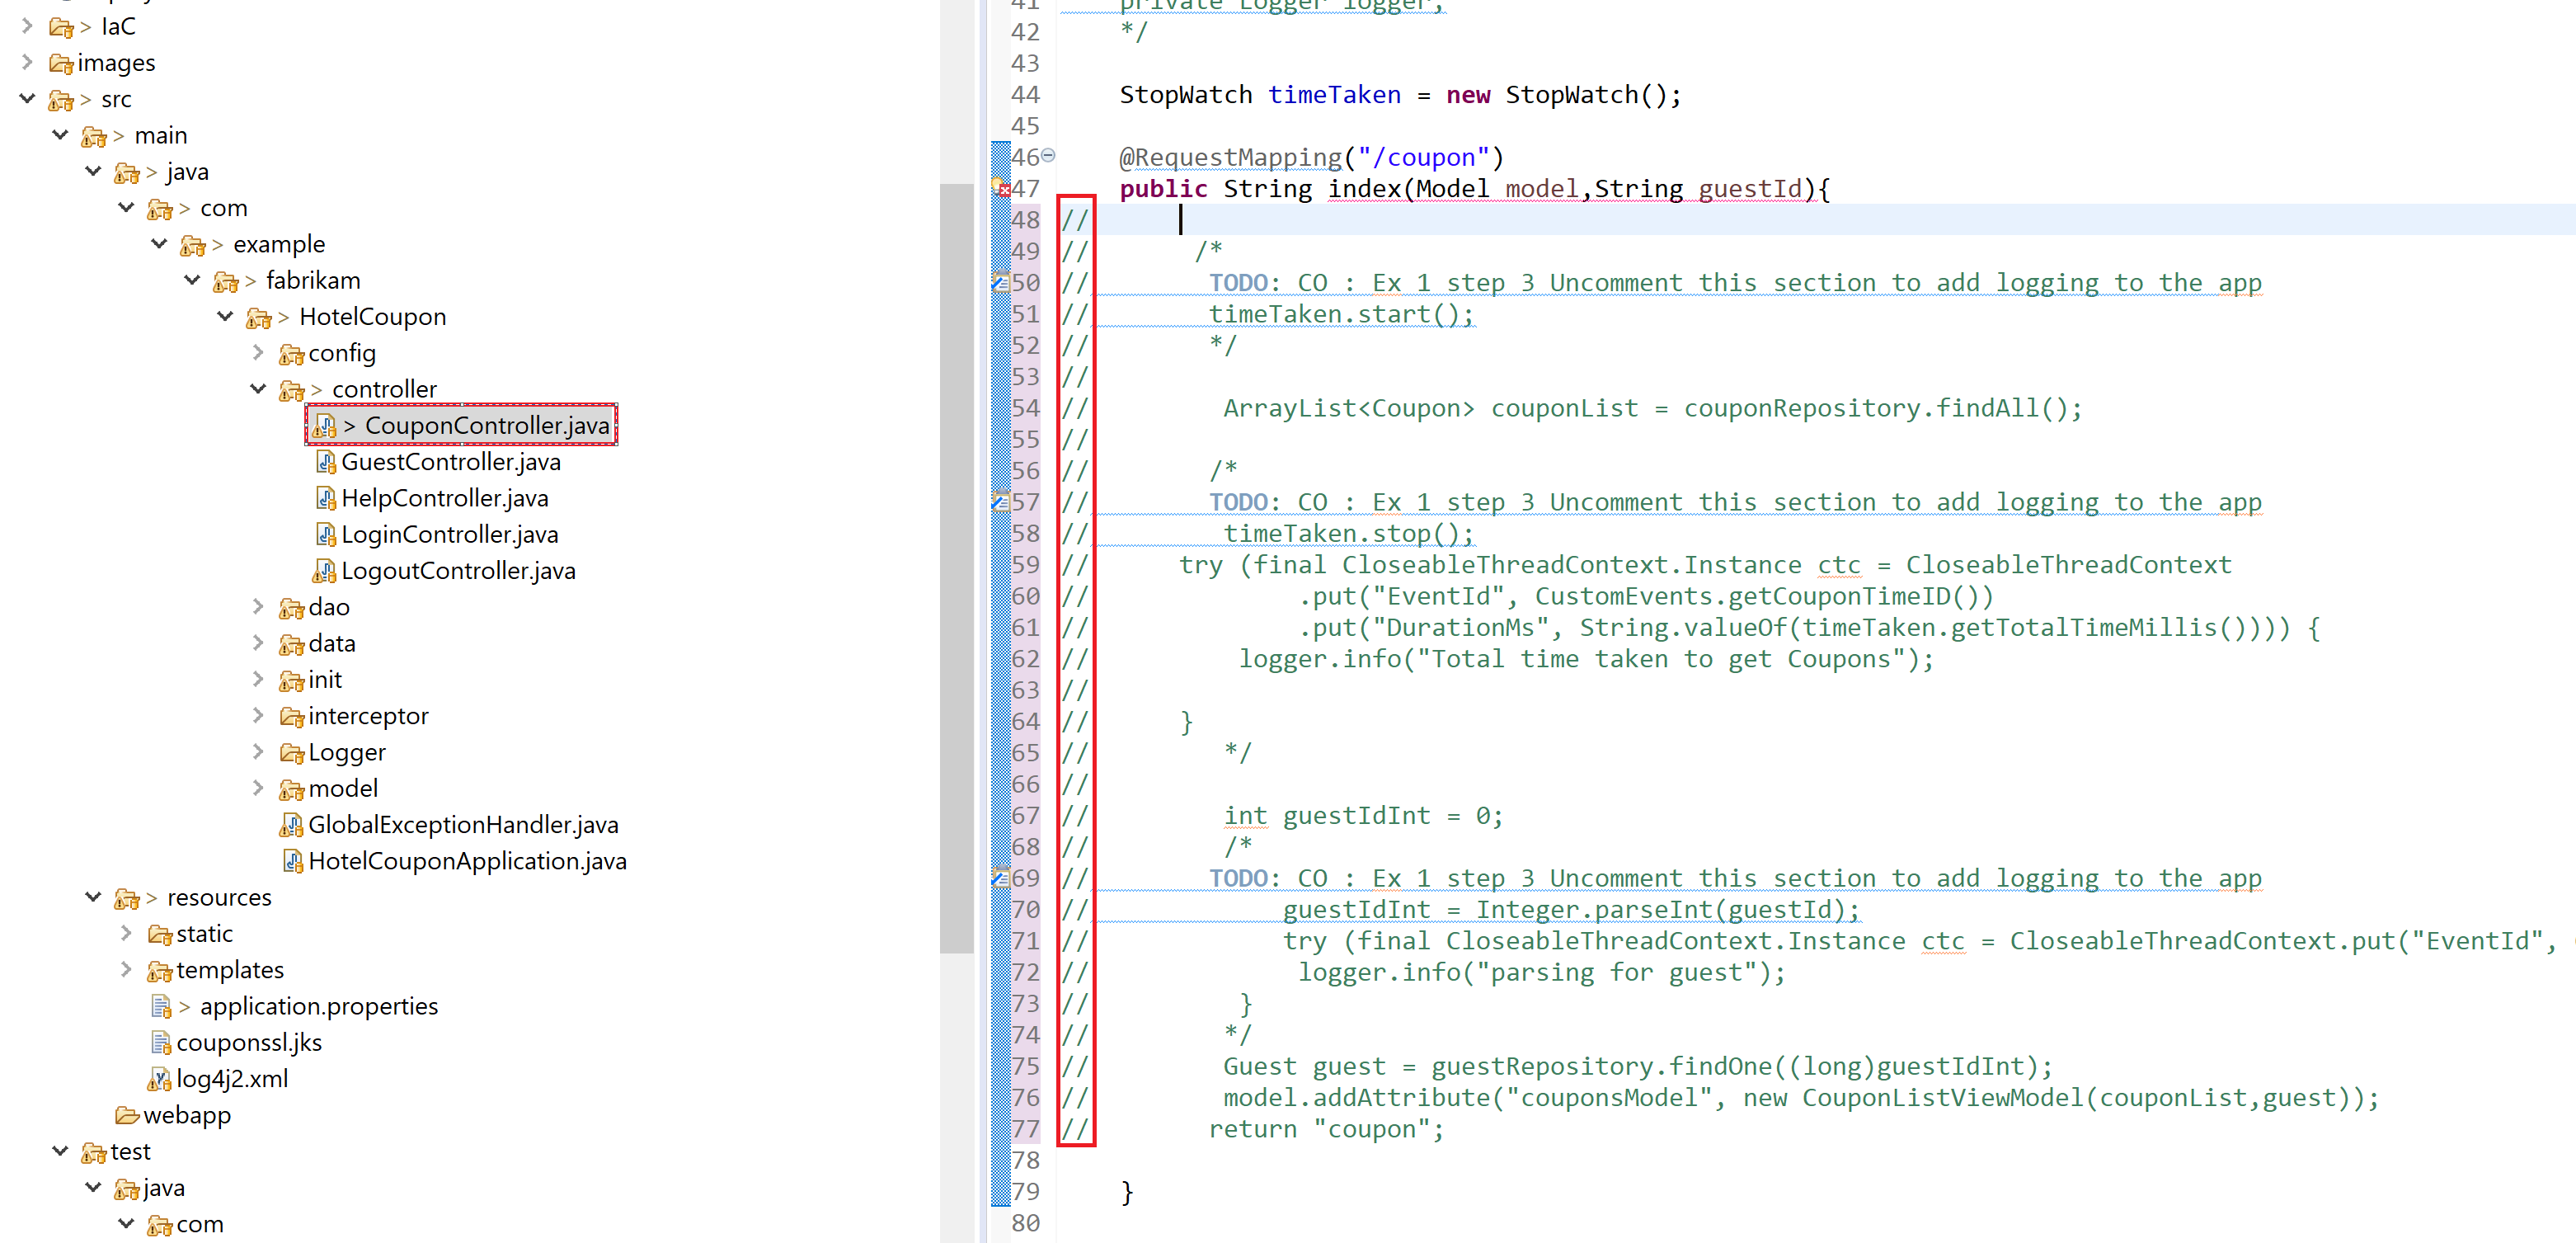 > IaC
images
> src
> main
> java
> com
> example
> fabrikam
> HotelCoupon
config
> controller
> CouponController.java
GuestController.java
HelpController.java
LoginController.java
LogoutController.java
dao
data
init
interceptor
Logger
model
GlobalExceptionHandler.java
HotelCouponApplication.java
> resources
static
templates
> application.properties
couponssl.jks
log4j2.xml
webapp
test
java
com
41 private Logger logger;
42 */
43
44 StopWatch timeTaken = new StopWatch();
45
46 @RequestMapping("/coupon")
47 public String index(Model model,String guestId){
48 //
49 // /*
50 // TODO: CO : Ex 1 step 3 Uncomment this section to add logging to the app
51 // timeTaken.start();
52 // */
53 //
54 // ArrayList<Coupon> couponList = couponRepository.findAll();
55 //
56 // /*
57 // TODO: CO : Ex 1 step 3 Uncomment this section to add logging to the app
58 // timeTaken.stop();
59 // try (final CloseableThreadContext.Instance ctc = CloseableThreadContext
60 // .put("EventId", CustomEvents.getCouponTimeID())
61 // .put("DurationMs", String.valueOf(timeTaken.getTotalTimeMillis()))) {
62 // logger.info("Total time taken to get Coupons");
63 //
64 // }
65 // */
66 //
67 // int guestIdInt = 0;
68 // /*
69 // TODO: CO : Ex 1 step 3 Uncomment this section to add logging to the app
70 // guestIdInt = Integer.parseInt(guestId);
71 // try (final CloseableThreadContext.Instance ctc = CloseableThreadContext.put("EventId",
72 // logger.info("parsing for guest");
73 // }
74 // */
75 // Guest guest = guestRepository.findOne((long)guestIdInt);
76 // model.addAttribute("couponsModel", new CouponListViewModel(couponList,guest));
77 // return "coupon";
78
79 }
80